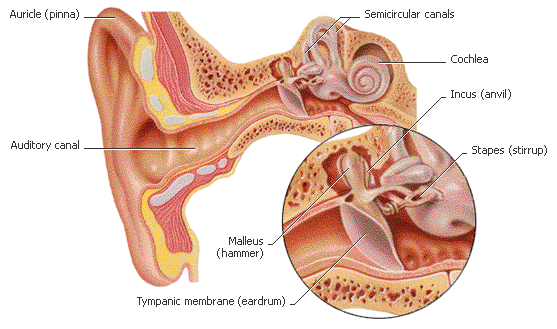 Auricle (pinna)
Semicircular canals
Cochlea
Incus (anvil)
Auditory canal
Stapes (stirrup)
Malleus
(hammer)
Tympanic membrane (eardrum)